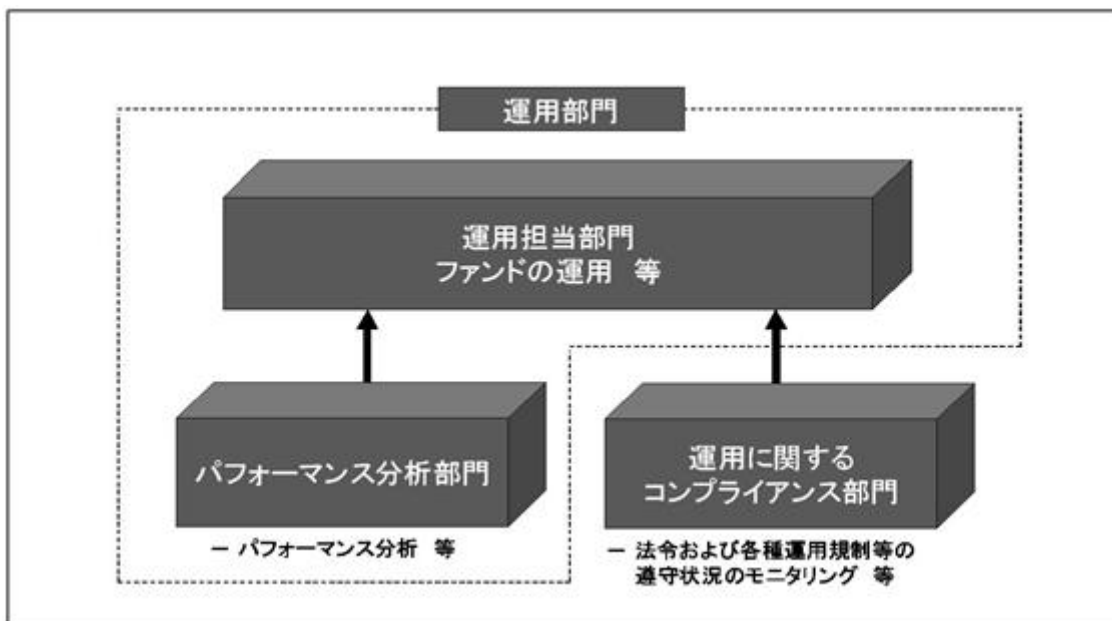 運用部門
運用担当部門
ファンドの運用　等
パフォーマンス分析部門
－ パフォーマンス分析　等
運用に関する
コンプライアンス部門
－ 法令および各種運用規制等の
遵守状況のモニタリング　等